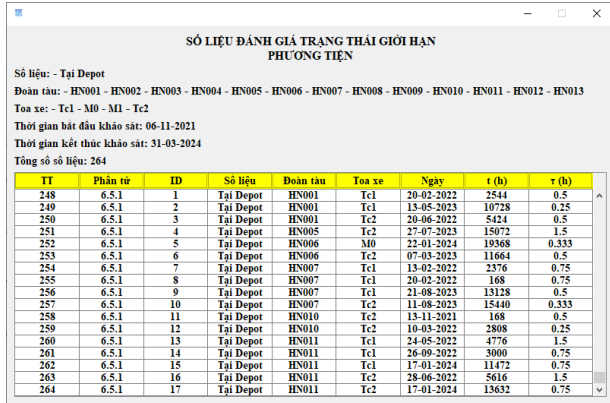 SỐ LIỆU ĐÁNH GIÁ TRẠNG THÁI GIỚI HẠN
PHƯƠNG TIỆN
Số liệu: - Tại Depot
Đoàn tàu: - HN001 - HN002 - HN003 - HN004 - HN005 - HN006 - HN007 - HN008 - HN009 - HN010 - HN011 - HN012 - HN013
Toa xe: - Tc1 - M0 - M1 - Tc2
Thời gian bắt đầu khảo sát: 06-11-2021
Thời gian kết thúc khảo sát: 31-03-2024
Tổng số số liệu: 264
TT Phần tử ID Số liệu Đoàn tàu Toa xe Ngày t (h) τ (h)
248 6.5.1 1 Tại Depot HN001 Tc1 20-02-2022 2544 0.5
249 6.5.1 2 Tại Depot HN001 Tc1 13-05-2023 10728 0.25
250 6.5.1 3 Tại Depot HN001 Tc2 20-06-2022 5424 0.5
251 6.5.1 4 Tại Depot HN005 Tc2 27-07-2023 15072 1.5
252 6.5.1 5 Tại Depot HN006 M0 22-01-2024 19368 0.333
253 6.5.1 6 Tại Depot HN006 Tc2 07-03-2023 11664 0.5
254 6.5.1 7 Tại Depot HN007 Tc1 13-02-2022 2376 0.75
255 6.5.1 8 Tại Depot HN007 Tc1 20-02-2022 168 0.75
256 6.5.1 9 Tại Depot HN007 Tc1 21-08-2023 13128 0.5
257 6.5.1 10 Tại Depot HN007 Tc2 11-08-2023 15440 0.333
258 6.5.1 11 Tại Depot HN010 Tc2 13-11-2021 168 0.5
259 6.5.1 12 Tại Depot HN010 Tc2 10-03-2022 2808 0.25
260 6.5.1 13 Tại Depot HN011 Tc1 24-05-2022 4776 1.5
261 6.5.1 14 Tại Depot HN011 Tc1 26-09-2022 3000 0.75
262 6.5.1 15 Tại Depot HN011 Tc1 17-01-2024 11472 0.75
263 6.5.1 16 Tại Depot HN011 Tc2 28-06-2022 5616 1.5
264 6.5.1 17 Tại Depot HN011 Tc2 17-01-2024 13632 0.75